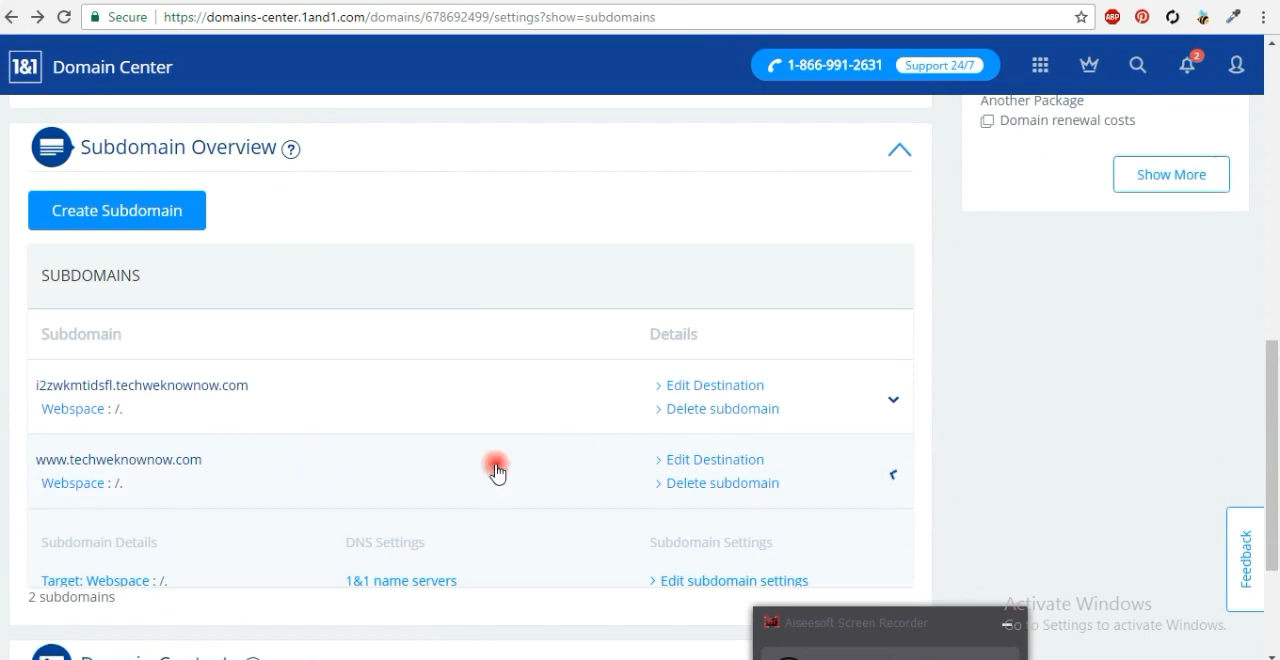 Secure https://domains-center.1and1.com/domains/678692499/settings?show=subdomains
ABP
1&1 Domain Center
1-866-991-2631 Support 24/7
2
Another Package
Domain renewal costs
Show More
Subdomain Overview ?
Create Subdomain
SUBDOMAINS
Subdomain Details
i2zwkmtidsfl.techweknownow.com > Edit Destination
Webspace : /. > Delete subdomain
www.techweknownow.com > Edit Destination
Webspace : /. > Delete subdomain
Subdomain Details DNS Settings Subdomain Settings
Target: Webspace : /. 1&1 name servers > Edit subdomain settings
2 subdomains
Feedback
Activate Windows
Go to Settings to activate Windows.
Aiseesoft Screen Recorder